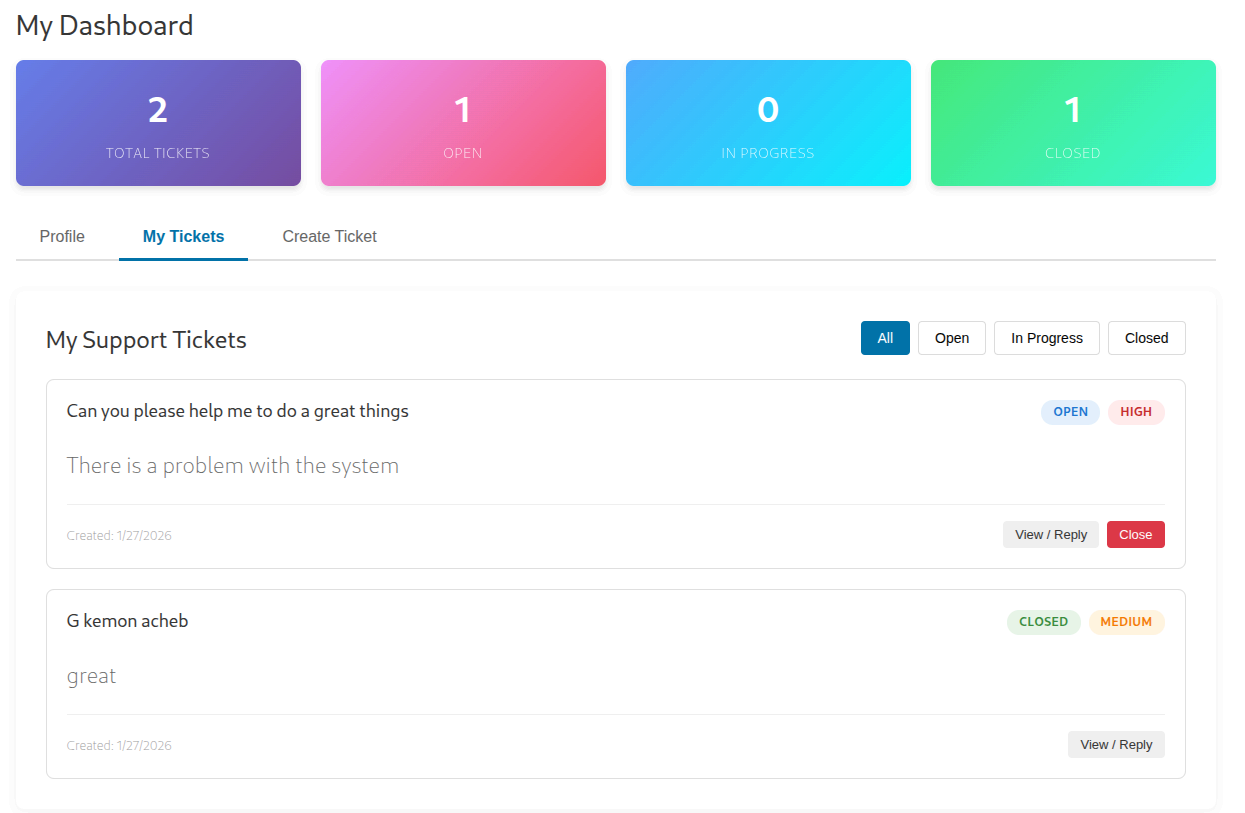 My Dashboard
2
TOTAL TICKETS
1
OPEN
0
IN PROGRESS
1
CLOSED
Profile
My Tickets
Create Ticket
My Support Tickets
All
Open
In Progress
Closed
Can you please help me to do a great things
OPEN
HIGH
There is a problem with the system
Created: 1/27/2026
View / Reply
Close
G kemon acheb
CLOSED
MEDIUM
great
Created: 1/27/2026
View / Reply